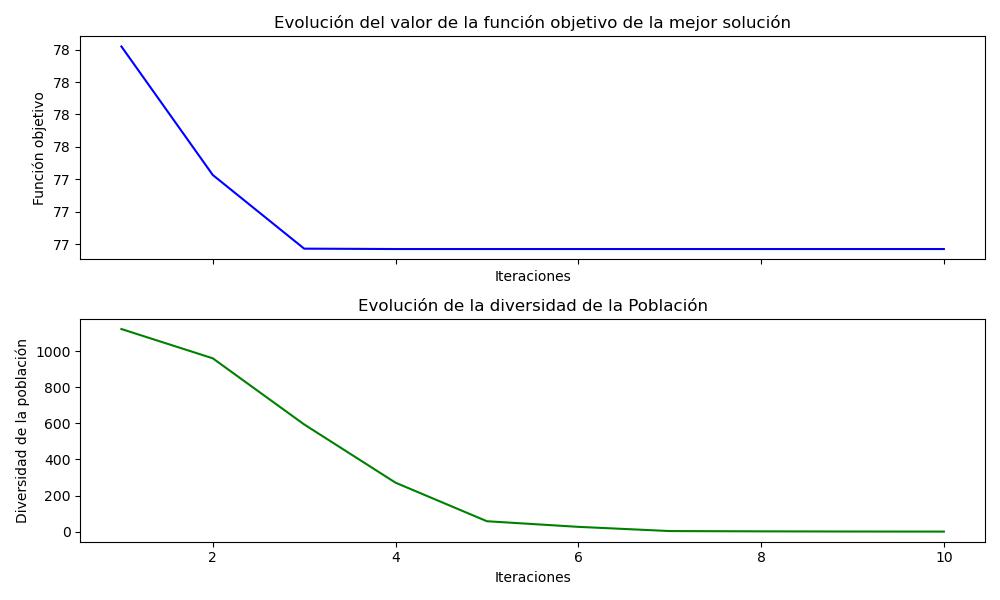 Evolución del valor de la función objetivo de la mejor solución
78
78
78
78
77
77
77
Función objetivo
Iteraciones
Evolución de la diversidad de la Población
1000
800
600
400
200
0
Diversidad de la población
2 4 6 8 10
Iteraciones